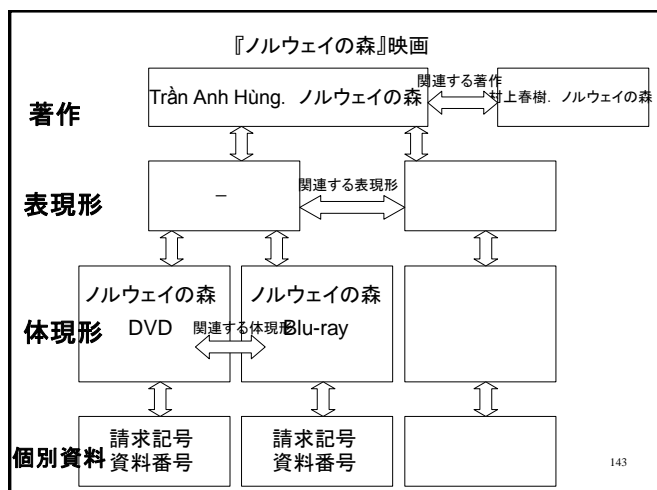 『ノルウェイの森』映画
著作
Trần Anh Hùng. ノルウェイの森
関連する著作
村上春樹. ノルウェイの森
表現形
–
関連する表現形
体現形
ノルウェイの森
DVD
関連する体現形
ノルウェイの森
Blu-ray
個別資料
請求記号
資料番号
請求記号
資料番号
143